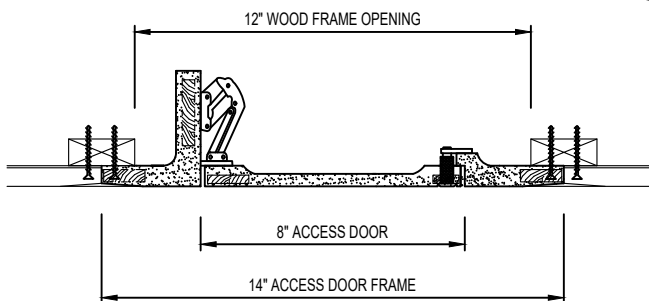 12" WOOD FRAME OPENING
8" ACCESS DOOR
14" ACCESS DOOR FRAME